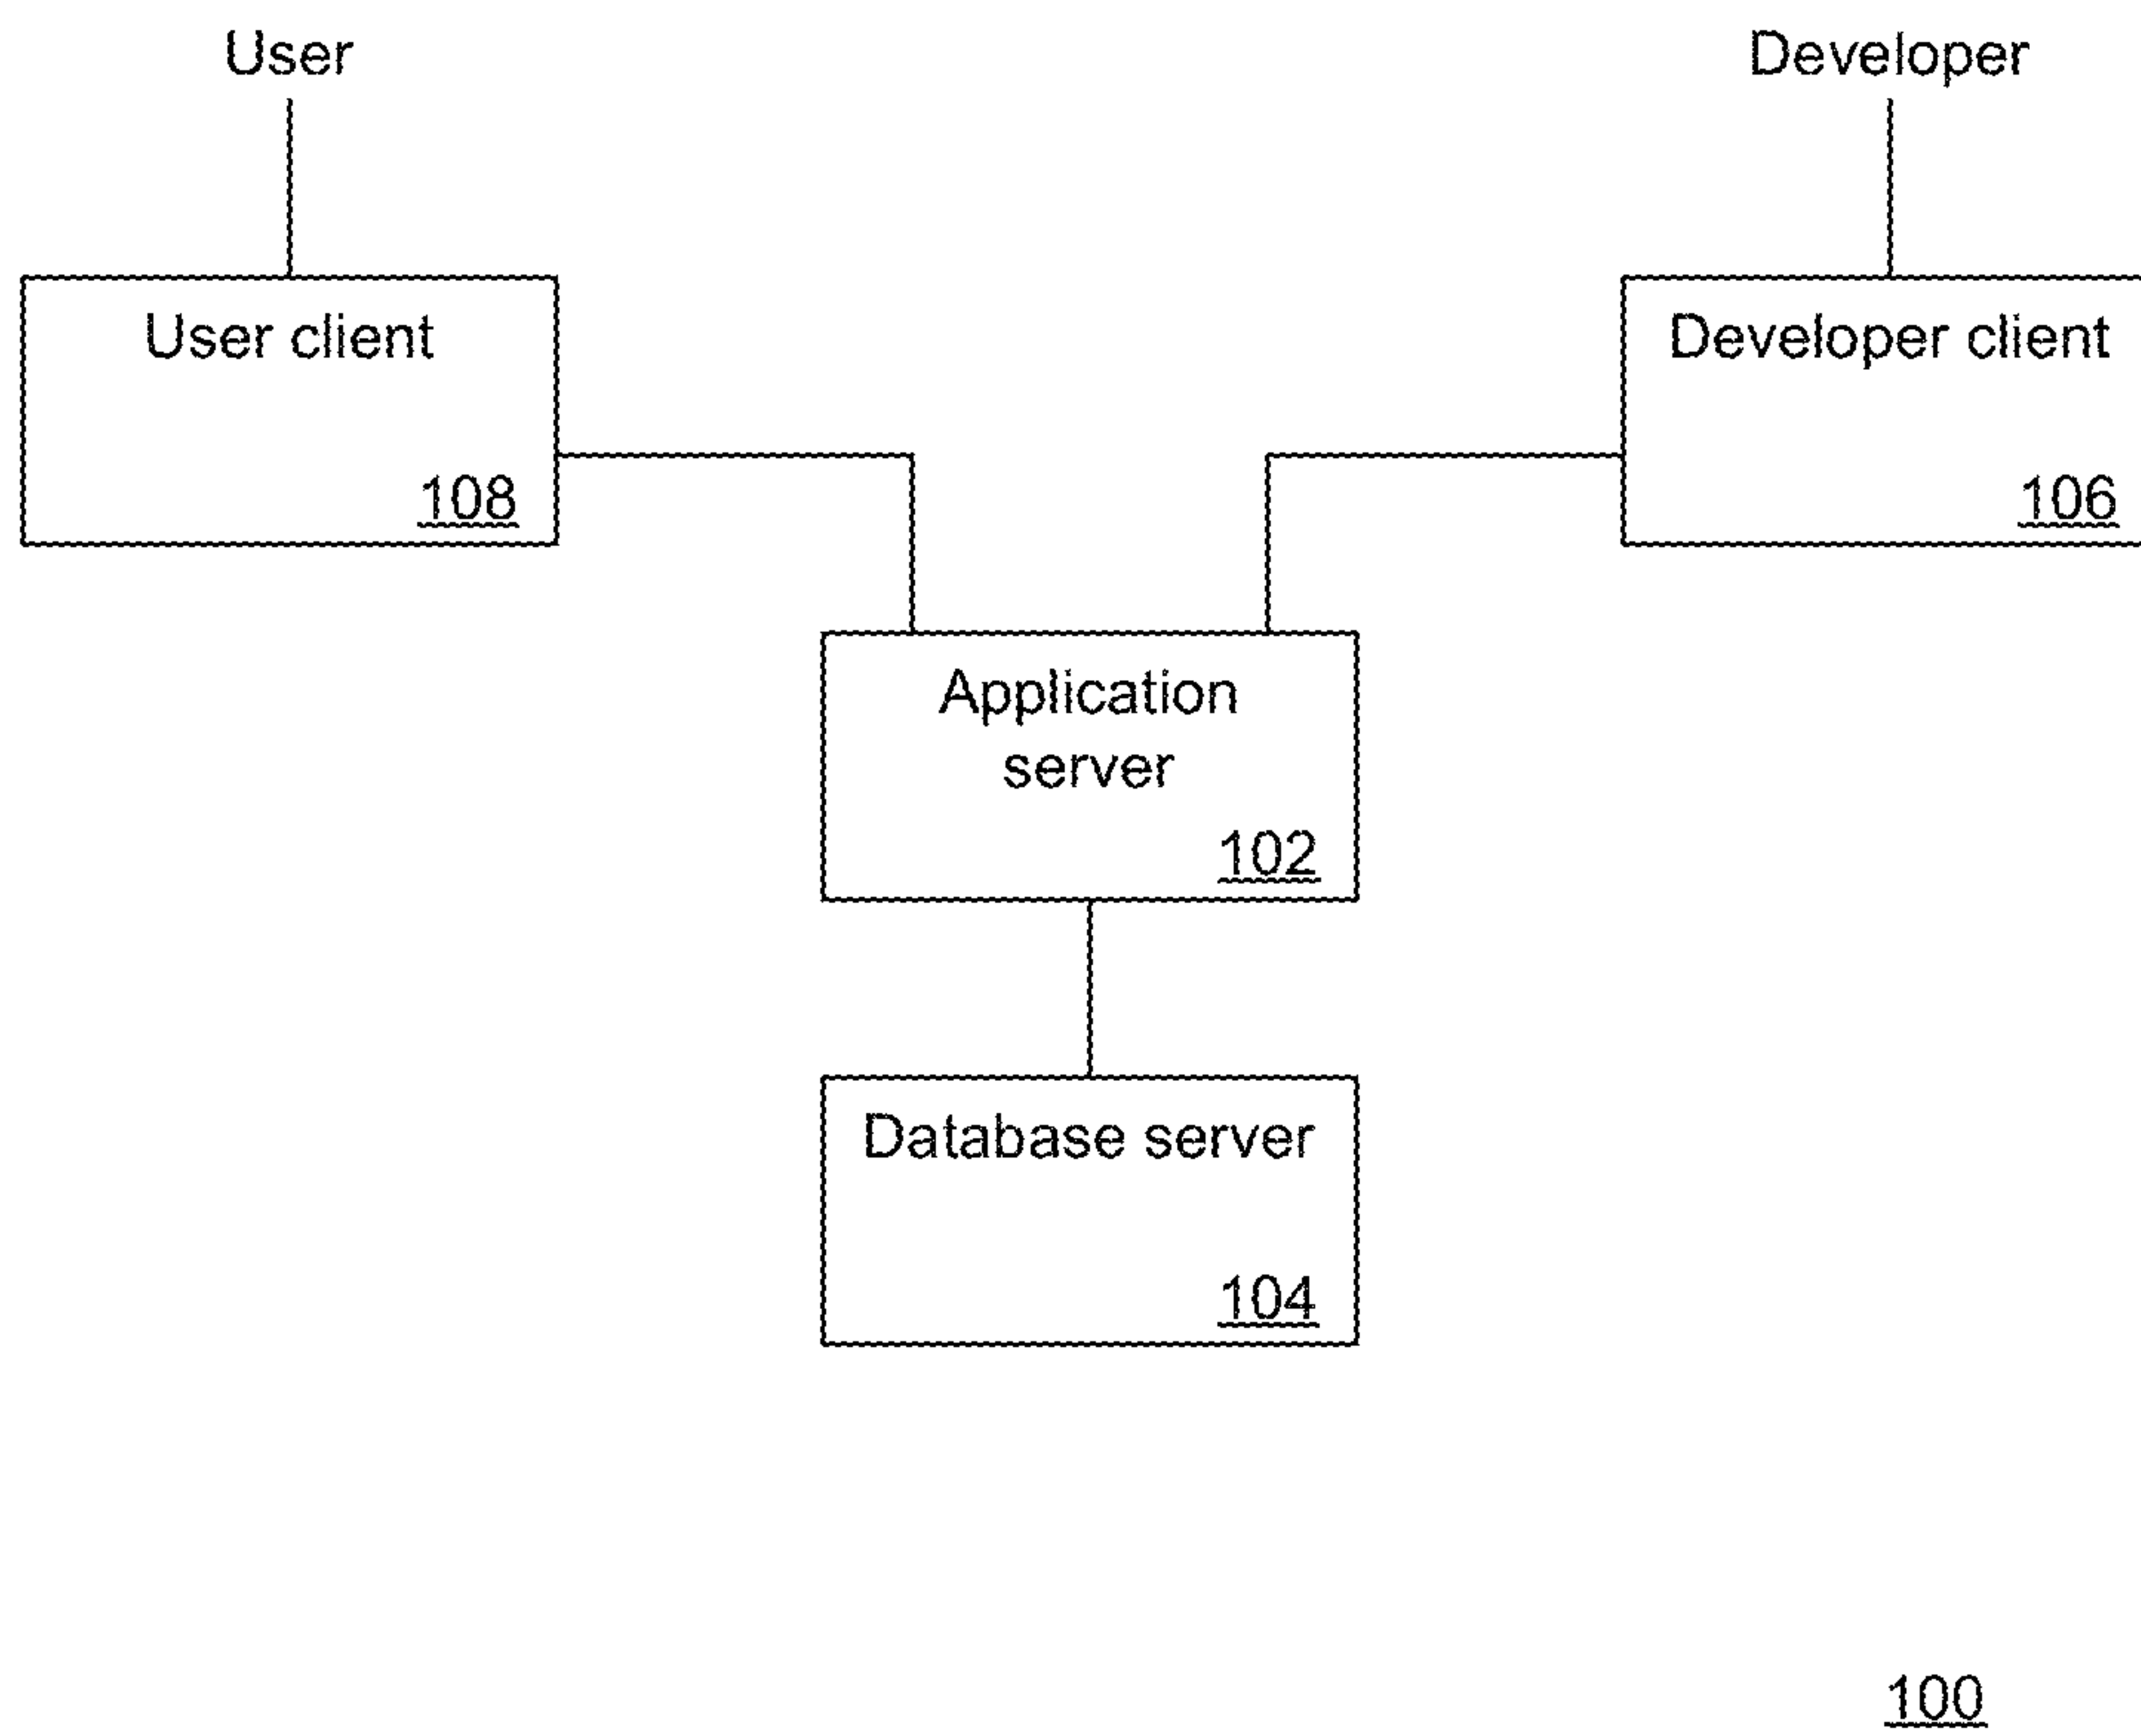 User
Developer
User client
108
Developer client
106
Application
server
102
Database server
104
100